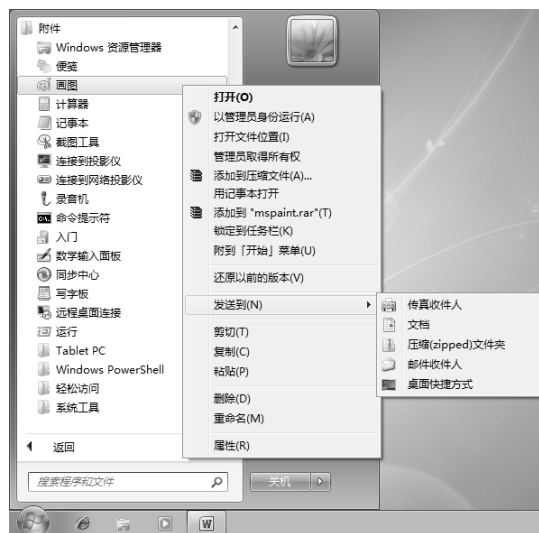 附件
Windows 资源管理器
便笺
画图
计算器
记事本
截图工具
连接到投影仪
连接到网络投影仪
录音机
命令提示符
入门
数学输入面板
同步中心
写字板
远程桌面连接
运行
Tablet PC
Windows PowerShell
轻松访问
系统工具
返回
搜索程序和文件
关机
打开(O)
以管理员身份运行(A)
打开文件位置(I)
管理员取得所有权
添加到压缩文件(A)...
用记事本打开
添加到 "mspaint.rar"(T)
锁定到任务栏(K)
附到「开始」菜单(U)
还原以前的版本(V)
发送到(N)
剪切(T)
复制(C)
粘贴(P)
删除(D)
重命名(M)
属性(R)
传真收件人
文档
压缩(zipped)文件夹
邮件收件人
桌面快捷方式